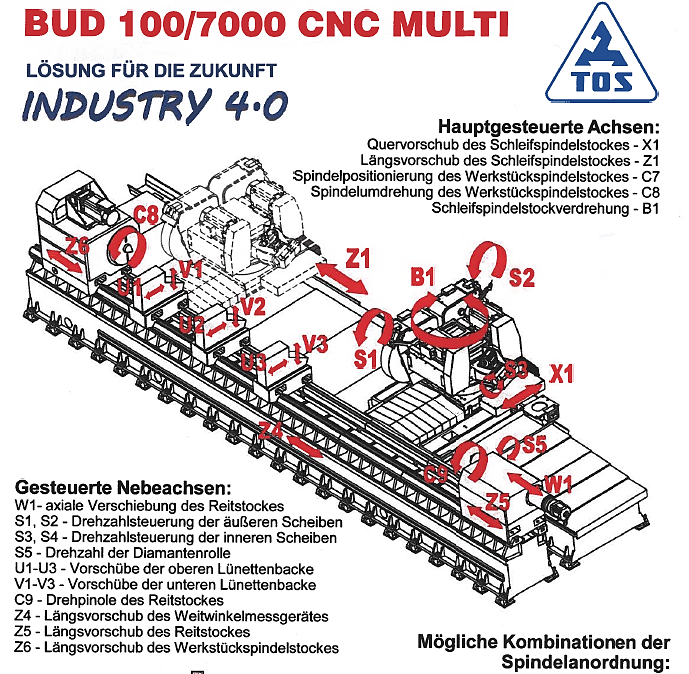 BUD 100/7000 CNC MULTI
TOS
LÖSUNG FÜR DIE ZUKUNFT
INDUSTRY 4.0
Hauptgesteuerte Achsen:
Quervorschub des Schleifspindelstockes - X1
Längsvorschub des Schleifspindelstockes - Z1
Spindelpositionierung des Werkstückspindelstockes - C7
Spindelumdrehung des Werkstückspindelstockes - C8
Schleifspindelstockverdrehung - B1
C8
Z6
Z1
B1
S2
U1
V1
U2
V2
U3
V3
S1
S3
X1
Z4
S5
C9
W1
Z5
Gesteuerte Nebeachsen:
W1- axiale Verschiebung des Reitstockes
S1, S2 - Drehzahlsteuerung der äußeren Scheiben
S3, S4 - Drehzahlsteuerung der inneren Scheiben
S5 - Drehzahl der Diamantenrolle
U1-U3 - Vorschübe der oberen Lünettenbacke
V1-V3 - Vorschübe der unteren Lünettenbacke
C9 - Drehpinole des Reitstockes
Z4 - Längsvorschub des Weitwinkelmessgerätes
Z5 - Längsvorschub des Reitstockes
Z6 - Längsvorschub des Werkstückspindelstockes
Mögliche Kombinationen der
Spindelanordnung: